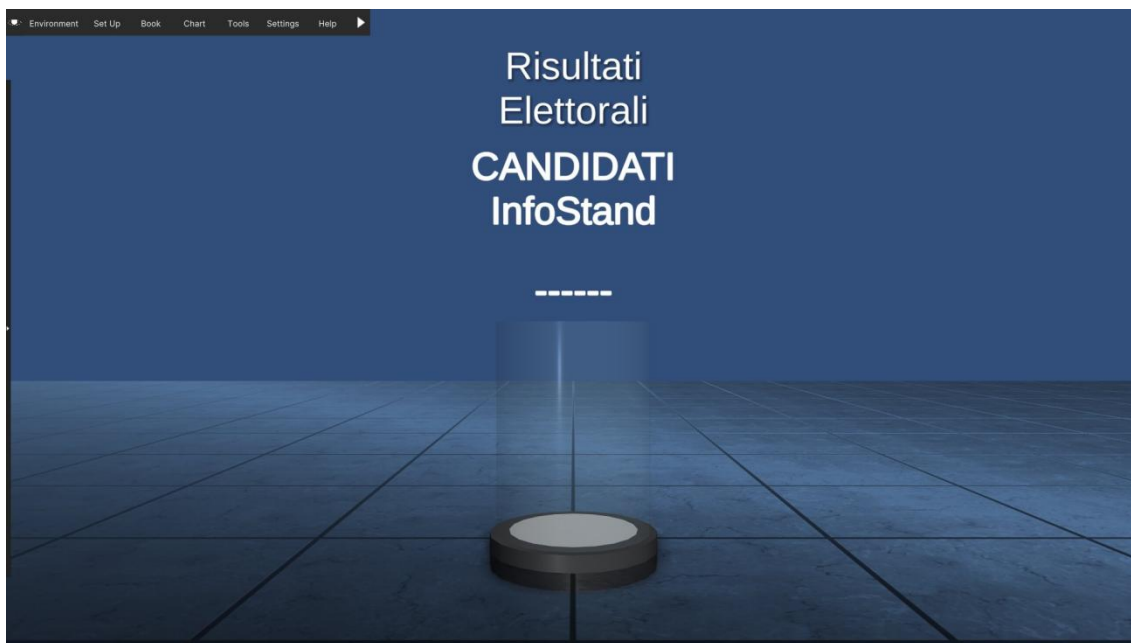 Environment Set Up Book Chart Tools Settings Help
Risultati
Elettorali
CANDIDATI
InfoStand
------